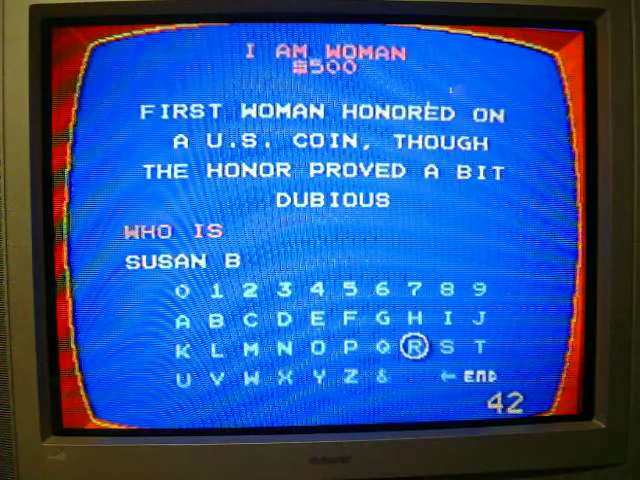 I AM WOMAN
$500
FIRST WOMAN HONORED ON
A U.S. COIN, THOUGH
THE HONOR PROVED A BIT
DUBIOUS
WHO IS
SUSAN B
0 1 2 3 4 5 6 7 8 9
A B C D E F G H I J
K L M N O P Q R S T
U V W X Y Z & ← END
42